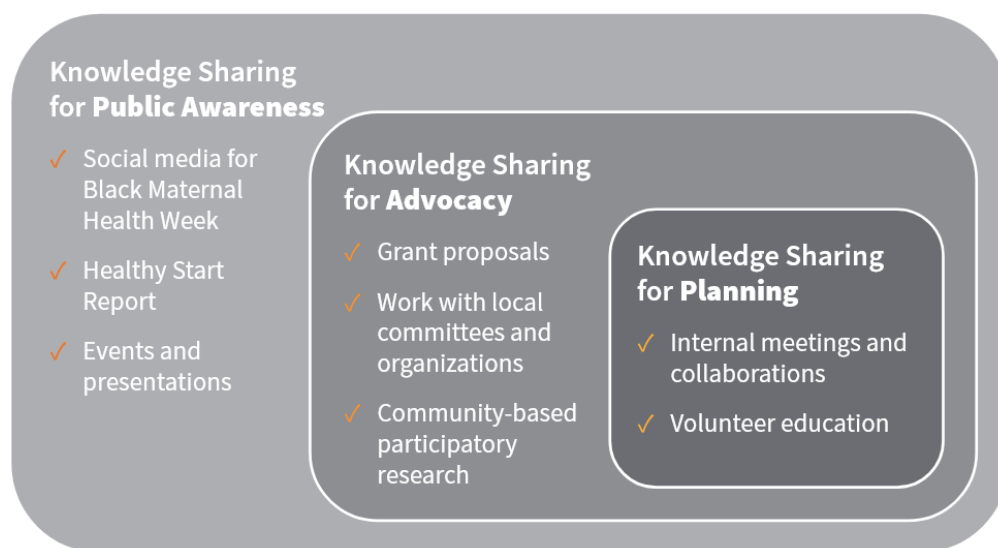 Knowledge Sharing
for Public Awareness
✓ Social media for
Black Maternal
Health Week
✓ Healthy Start
Report
✓ Events and
presentations
Knowledge Sharing
for Advocacy
✓ Grant proposals
✓ Work with local
committees and
organizations
✓ Community-based
participatory
research
Knowledge Sharing
for Planning
✓ Internal meetings and
collaborations
✓ Volunteer education